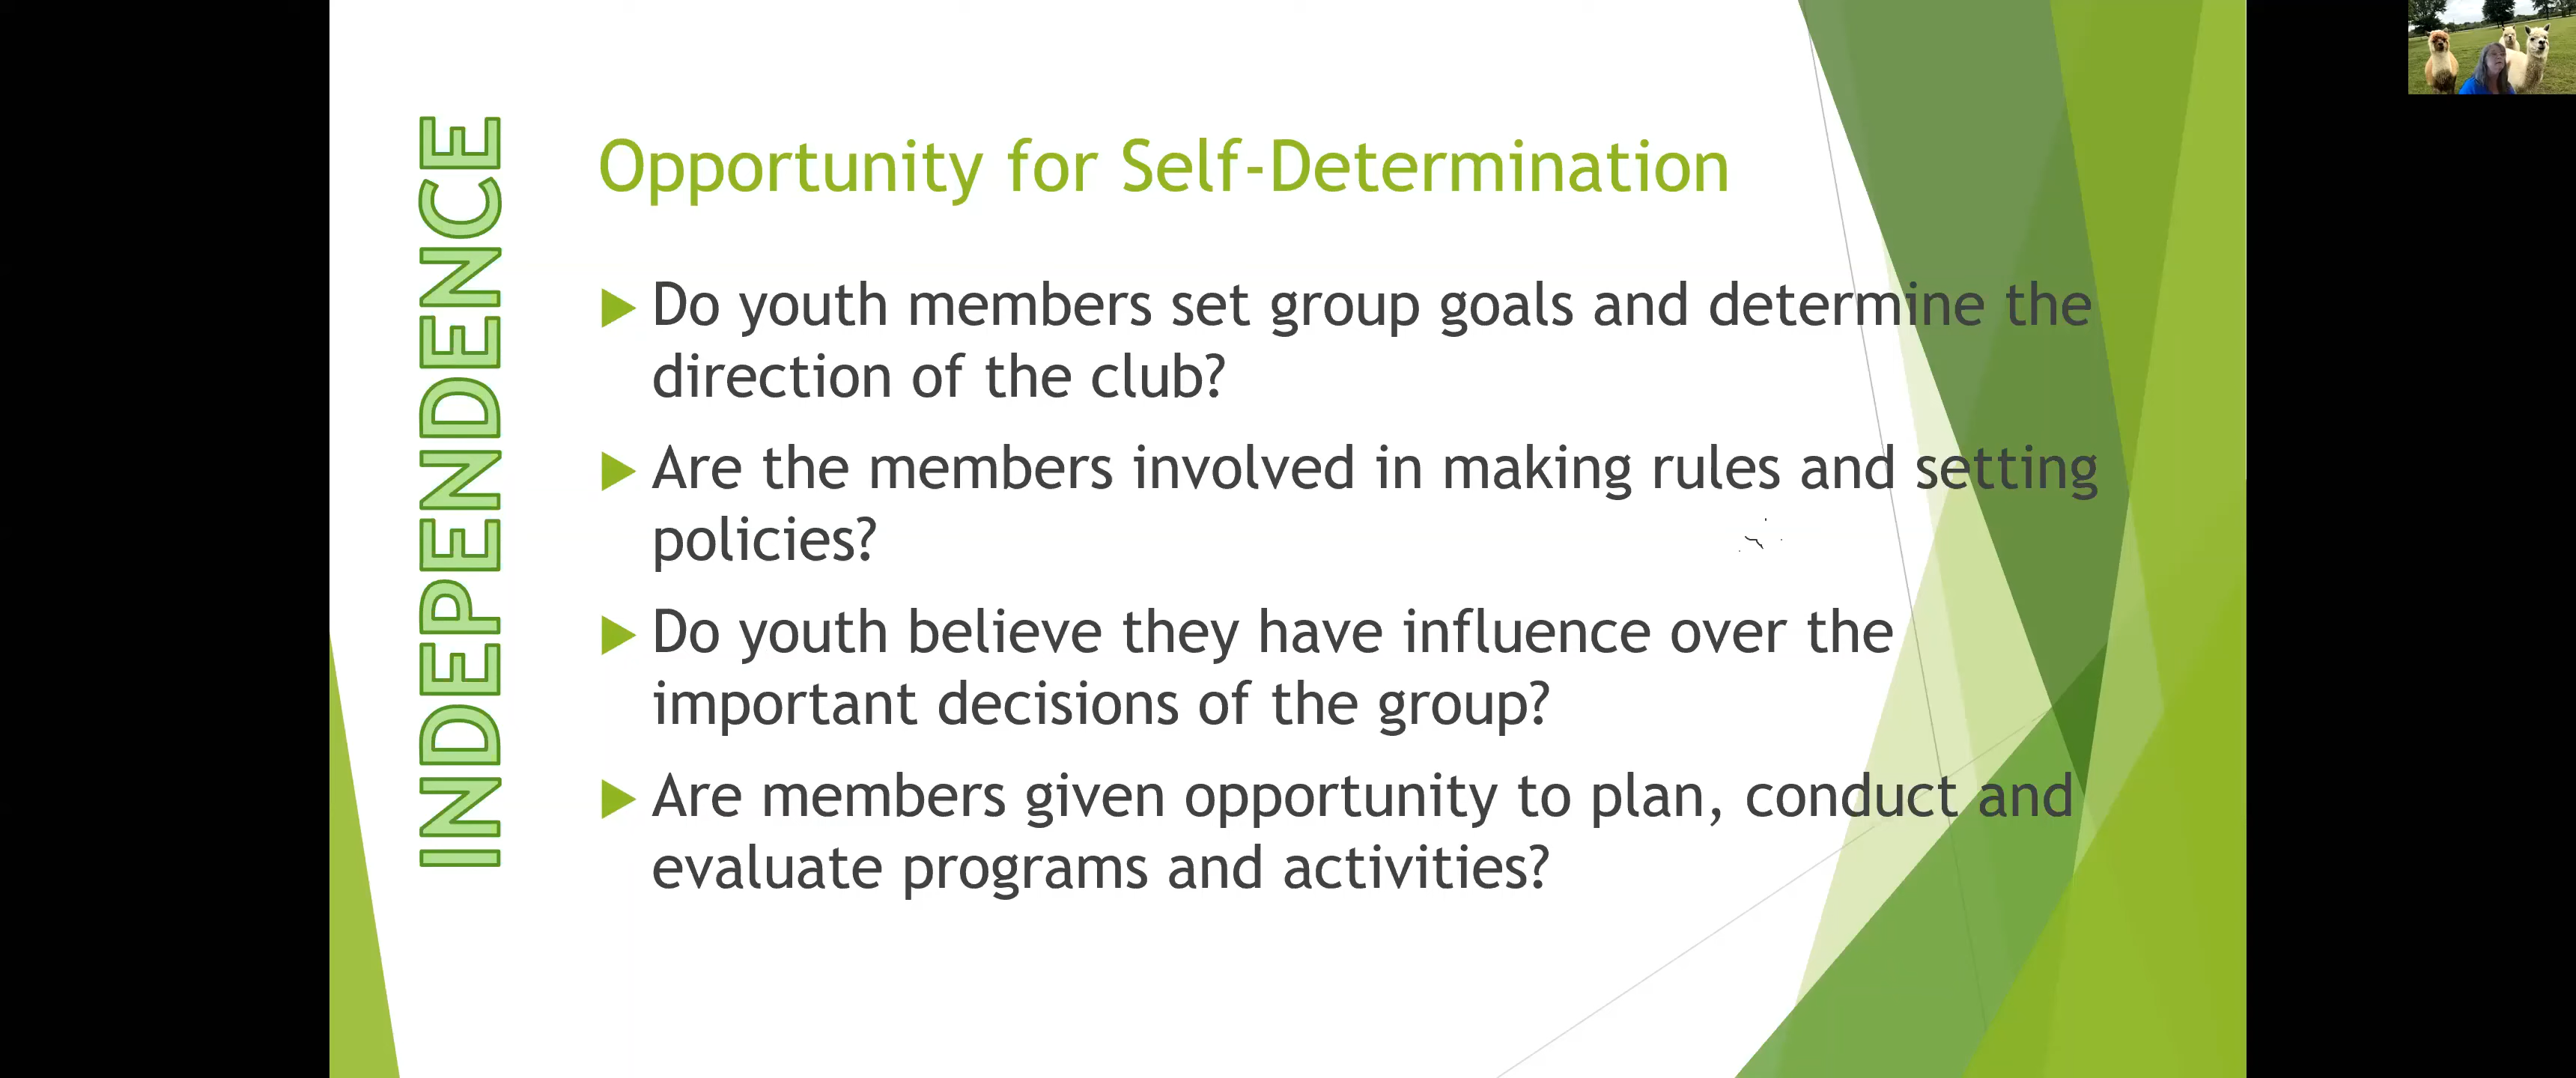 INDEPENDENCE
Opportunity for Self-Determination
Do youth members set group goals and determine the
direction of the club?
Are the members involved in making rules and setting
policies?
Do youth believe they have influence over the
important decisions of the group?
Are members given opportunity to plan, conduct and
evaluate programs and activities?